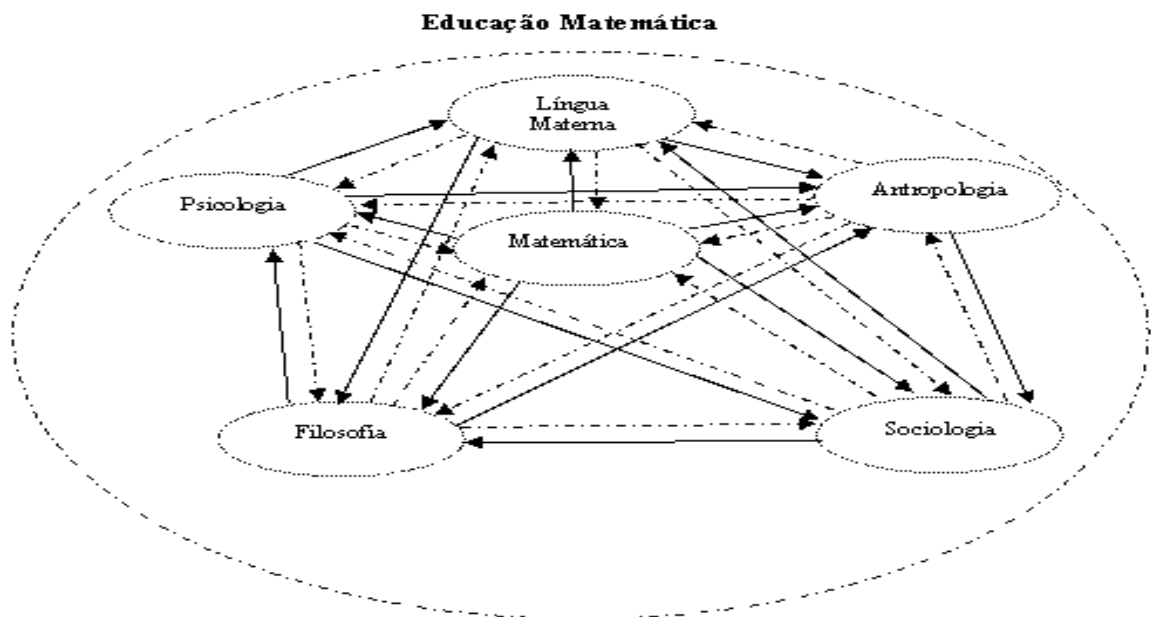 Educação Matemática
Língua
Materna
Psicologia
Antropologia
Matemática
Filosofia
Sociologia